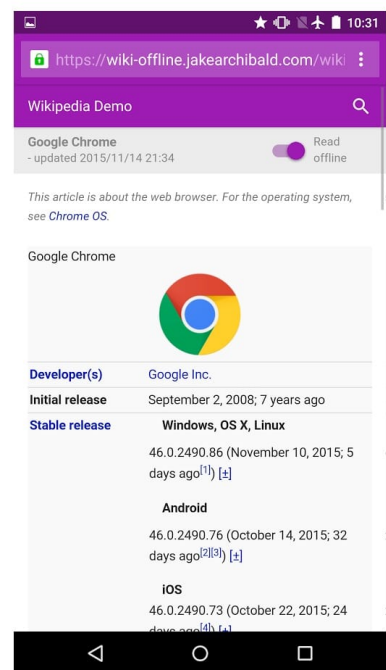 10:31
https://wiki-offline.jakearchibald.com/wiki
Wikipedia Demo
Google Chrome
- updated 2015/11/14 21:34
Read
offline
This article is about the web browser. For the operating system,
see Chrome OS.
Google Chrome
Developer(s) Google Inc.
Initial release September 2, 2008; 7 years ago
Stable release Windows, OS X, Linux
46.0.2490.86 (November 10, 2015; 5
days ago[1]) [±]
Android
46.0.2490.76 (October 14, 2015; 32
days ago[2][3]) [±]
iOS
46.0.2490.73 (October 22, 2015; 24
days ago[4]) [±]